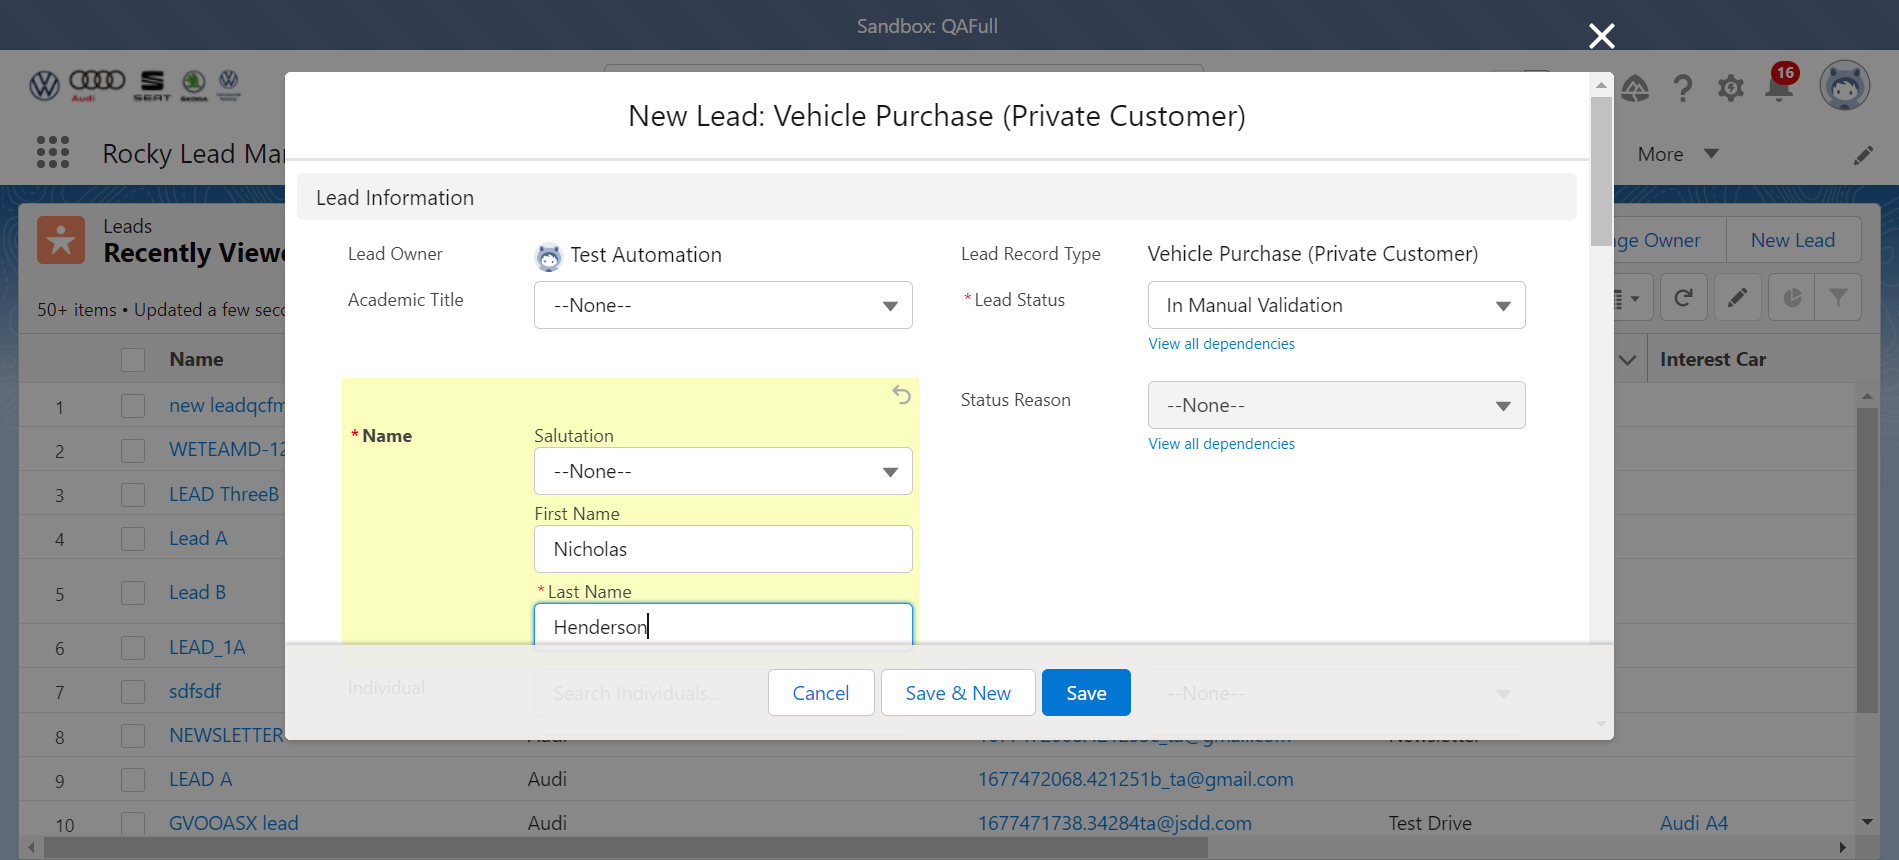 Sandbox: QAFull
Audi
SEAT
ŠKODA
16
Rocky Lead Mar
More
New Lead: Vehicle Purchase (Private Customer)
Lead Information
Leads
Recently Viewe
ge Owner
New Lead
Lead Owner
Test Automation
Lead Record Type
Vehicle Purchase (Private Customer)
Academic Title
--None--
* Lead Status
In Manual Validation
View all dependencies
50+ items • Updated a few seco
Name
Interest Car
Status Reason
--None--
View all dependencies
* Name
Salutation
--None--
First Name
Nicholas
* Last Name
Henderson
Individual
Search Individuals...
--None--
Cancel
Save & New
Save
1 new leadqcfm
2 WETEAMD-12
3 LEAD ThreeB
4 Lead A
5 Lead B
6 LEAD_1A
7 sdfsdf
8 NEWSLETTER Audi Newsletter
9 LEAD A Audi 1677472068.421251b_ta@gmail.com
10 GVOOASX lead Audi 1677471738.34284ta@jsdd.com Test Drive Audi A4